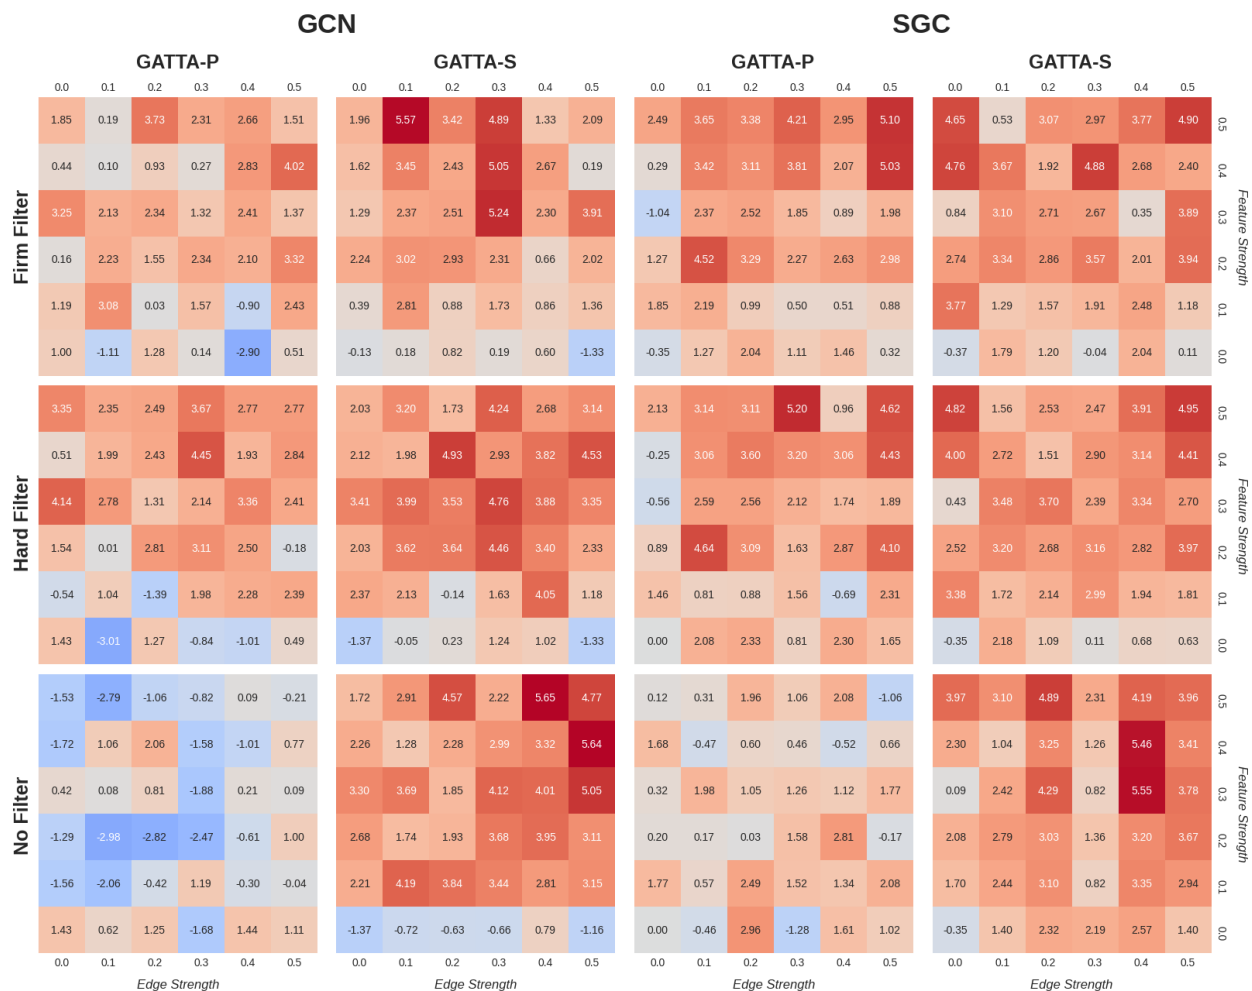 GCN SGC
GATTA-P GATTA-S GATTA-P GATTA-S
0.0 0.1 0.2 0.3 0.4 0.5 0.0 0.1 0.2 0.3 0.4 0.5 0.0 0.1 0.2 0.3 0.4 0.5 0.0 0.1 0.2 0.3 0.4 0.5
Firm Filter
1.85 0.19 3.73 2.31 2.66 1.51 1.96 5.57 3.42 4.89 1.33 2.09 2.49 3.65 3.38 4.21 2.95 5.10 4.65 0.53 3.07 2.97 3.77 4.90 0.5
0.44 0.10 0.93 0.27 2.83 4.02 1.62 3.45 2.43 5.05 2.67 0.19 0.29 3.42 3.11 3.81 2.07 5.03 4.76 3.67 1.92 4.88 2.68 2.40 0.4
3.25 2.13 2.34 1.32 2.41 1.37 1.29 2.37 2.51 5.24 2.30 3.91 -1.04 2.37 2.52 1.85 0.89 1.98 0.84 3.10 2.71 2.67 0.35 3.89 0.3
0.16 2.23 1.55 2.34 2.10 3.32 2.24 3.02 2.93 2.31 0.66 2.02 1.27 4.52 3.29 2.27 2.63 2.98 2.74 3.34 2.86 3.57 2.01 3.94 0.2
1.19 3.08 0.03 1.57 -0.90 2.43 0.39 2.81 0.88 1.73 0.86 1.36 1.85 2.19 0.99 0.50 0.51 0.88 3.77 1.29 1.57 1.91 2.48 1.18 0.1
1.00 -1.11 1.28 0.14 -2.90 0.51 -0.13 0.18 0.82 0.19 0.60 -1.33 -0.35 1.27 2.04 1.11 1.46 0.32 -0.37 1.79 1.20 -0.04 2.04 0.11 0.0
Feature Strength
Hard Filter
3.35 2.35 2.49 3.67 2.77 2.77 2.03 3.20 1.73 4.24 2.68 3.14 2.13 3.14 3.11 5.20 0.96 4.62 4.82 1.56 2.53 2.47 3.91 4.95 0.5
0.51 1.99 2.43 4.45 1.93 2.84 2.12 1.98 4.93 2.93 3.82 4.53 -0.25 3.06 3.60 3.20 3.06 4.43 4.00 2.72 1.51 2.90 3.14 4.41 0.4
4.14 2.78 1.31 2.14 3.36 2.41 3.41 3.99 3.53 4.76 3.88 3.35 -0.56 2.59 2.56 2.12 1.74 1.89 0.43 3.48 3.70 2.39 3.34 2.70 0.3
1.54 0.01 2.81 3.11 2.50 -0.18 2.03 3.62 3.64 4.46 3.40 2.33 0.89 4.64 3.09 1.63 2.87 4.10 2.52 3.20 2.68 3.16 2.82 3.97 0.2
-0.54 1.04 -1.39 1.98 2.28 2.39 2.37 2.13 -0.14 1.63 4.05 1.18 1.46 0.81 0.88 1.56 -0.69 2.31 3.38 1.72 2.14 2.99 1.94 1.81 0.1
1.43 -3.01 1.27 -0.84 -1.01 0.49 -1.37 -0.05 0.23 1.24 1.02 -1.33 0.00 2.08 2.33 0.81 2.30 1.65 -0.35 2.18 1.09 0.11 0.68 0.63 0.0
Feature Strength
No Filter
-1.53 -2.79 -1.06 -0.82 0.09 -0.21 1.72 2.91 4.57 2.22 5.65 4.77 0.12 0.31 1.96 1.06 2.08 -1.06 3.97 3.10 4.89 2.31 4.19 3.96 0.5
-1.72 1.06 2.06 -1.58 -1.01 0.77 2.26 1.28 2.28 2.99 3.32 5.64 1.68 -0.47 0.60 0.46 -0.52 0.66 2.30 1.04 3.25 1.26 5.46 3.41 0.4
0.42 0.08 0.81 -1.88 0.21 0.09 3.30 3.69 1.85 4.12 4.01 5.05 0.32 1.98 1.05 1.26 1.12 1.77 0.09 2.42 4.29 0.82 5.55 3.78 0.3
-1.29 -2.98 -2.82 -2.47 -0.61 1.00 2.68 1.74 1.93 3.68 3.95 3.11 0.20 0.17 0.03 1.58 2.81 -0.17 2.08 2.79 3.03 1.36 3.20 3.67 0.2
-1.56 -2.06 -0.42 1.19 -0.30 -0.04 2.21 4.19 3.84 3.44 2.81 3.15 1.77 0.57 2.49 1.52 1.34 2.08 1.70 2.44 3.10 0.82 3.35 2.94 0.1
1.43 0.62 1.25 -1.68 1.44 1.11 -1.37 -0.72 -0.63 -0.66 0.79 -1.16 0.00 -0.46 2.96 -1.28 1.61 1.02 -0.35 1.40 2.32 2.19 2.57 1.40 0.0
Feature Strength
0.0 0.1 0.2 0.3 0.4 0.5 0.0 0.1 0.2 0.3 0.4 0.5 0.0 0.1 0.2 0.3 0.4 0.5 0.0 0.1 0.2 0.3 0.4 0.5
Edge Strength Edge Strength Edge Strength Edge Strength